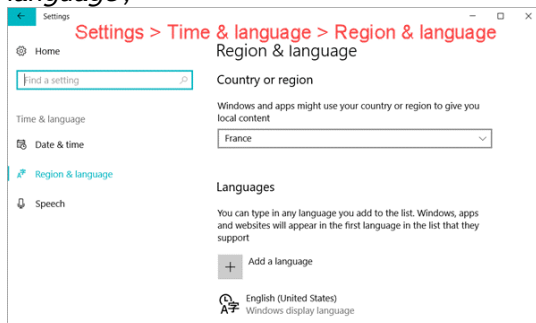 language ,
Settings
Settings > Time & language > Region & language
Home
Region & language
Find a setting
Country or region
Windows and apps might use your country or region to give you
local content
Time & language
France
Date & time
Region & language
Languages
Speech
You can type in any language you add to the list. Windows, apps
and websites will appear in the first language in the list that they
support
Add a language
English (United States)
Windows display language